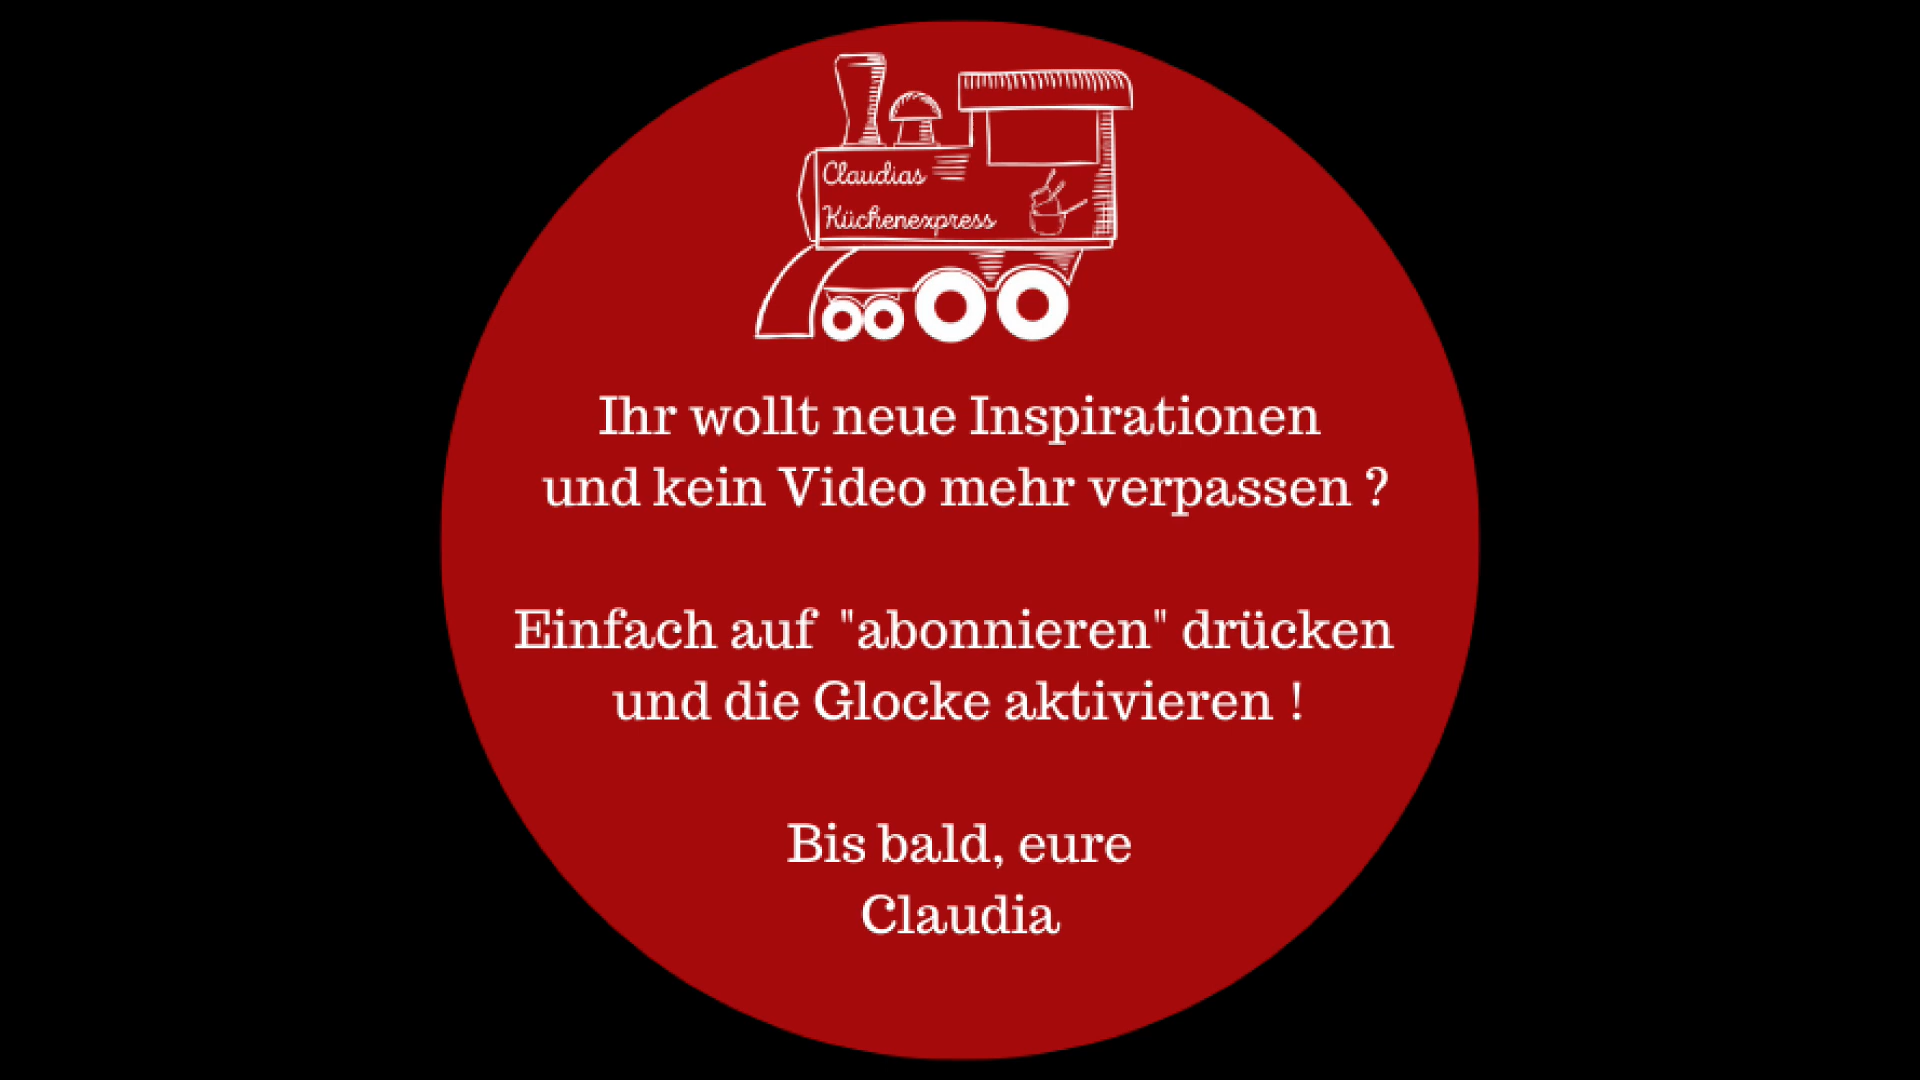 Claudias
Küchenexpress
Ihr wollt neue Inspirationen
und kein Video mehr verpassen ?
Einfach auf "abonnieren" drücken
und die Glocke aktivieren !
Bis bald, eure
Claudia